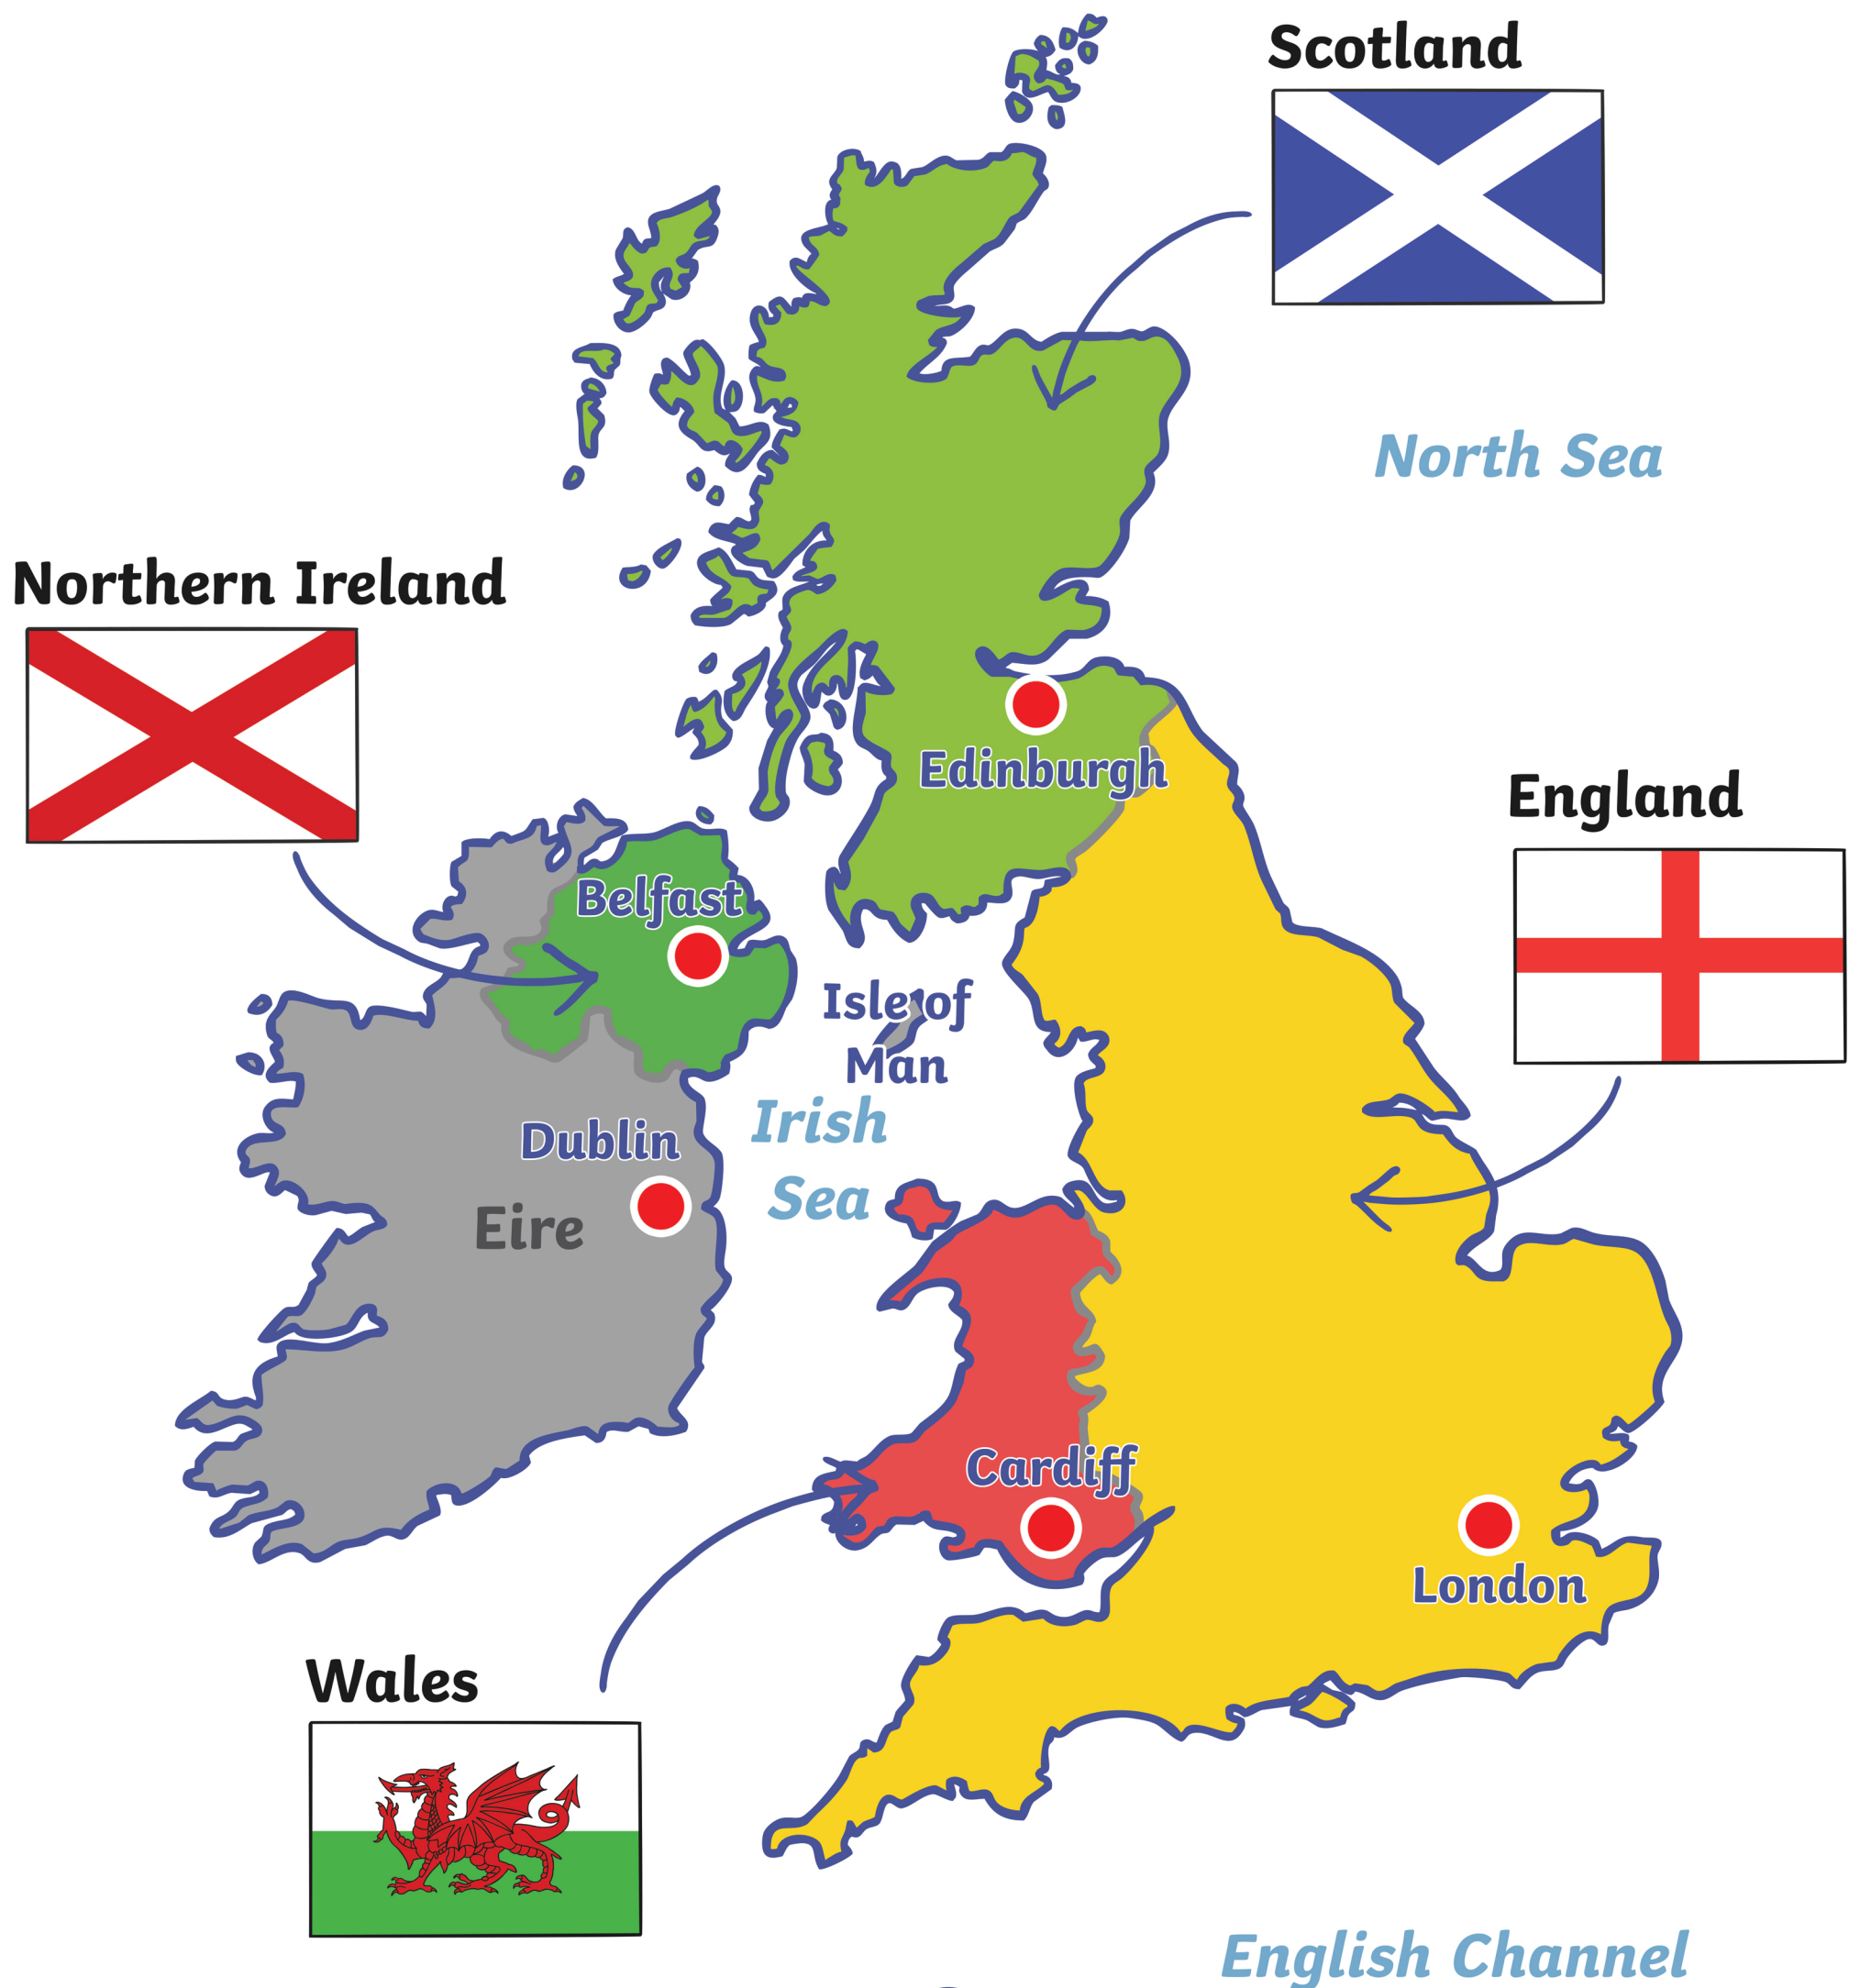 Scotland
North Sea
Northern Ireland
Edinburgh
England
Belfast
Isle of
Man
Irish
Sea
Dublin
Eire
Cardiff
London
Wales
English Channel